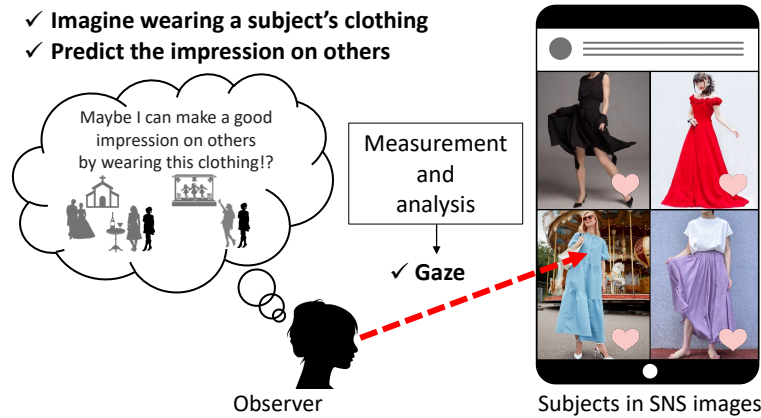 ✓ Imagine wearing a subject's clothing
✓ Predict the impression on others
Maybe I can make a good
impression on others
by wearing this clothing!?
Measurement
and
analysis
✓ Gaze
Observer
Subjects in SNS images